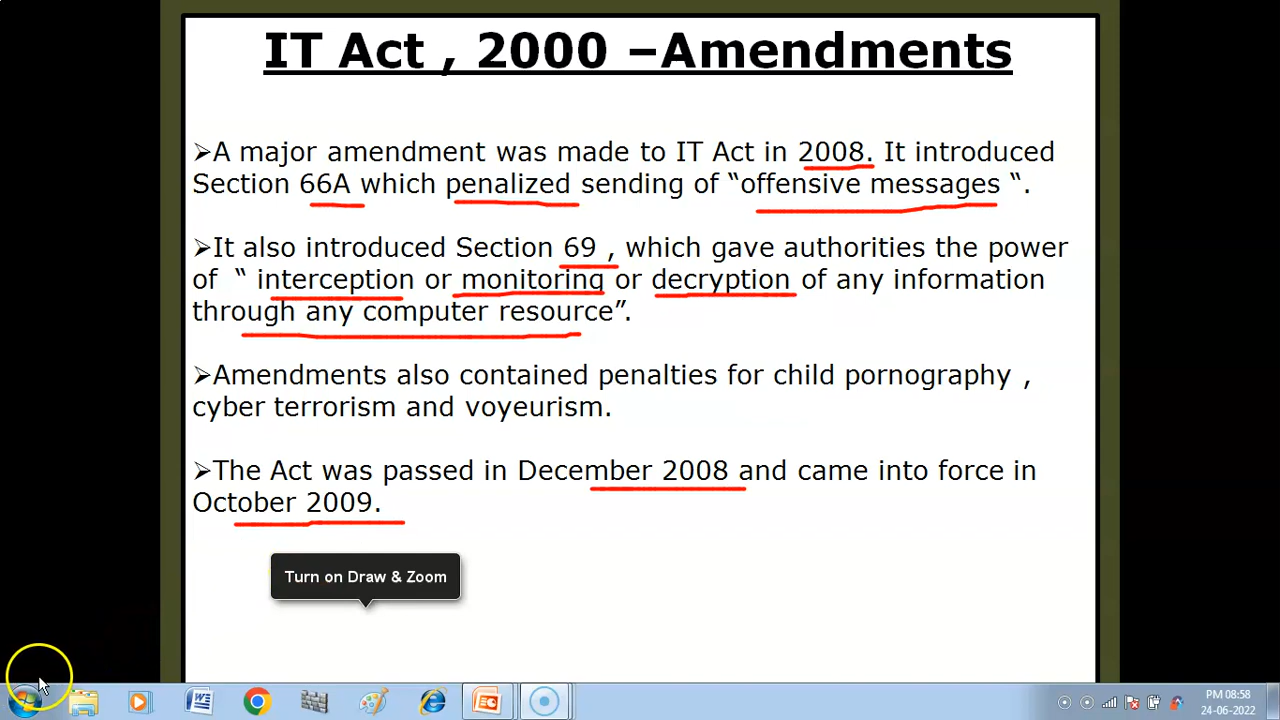 IT Act , 2000 –Amendments
➢A major amendment was made to IT Act in 2008. It introduced
Section 66A which penalized sending of “offensive messages “.
➢It also introduced Section 69 , which gave authorities the power
of “ interception or monitoring or decryption of any information
through any computer resource”.
➢Amendments also contained penalties for child pornography ,
cyber terrorism and voyeurism.
➢The Act was passed in December 2008 and came into force in
October 2009.
Turn on Draw & Zoom
PM 08:58
24-06-2022